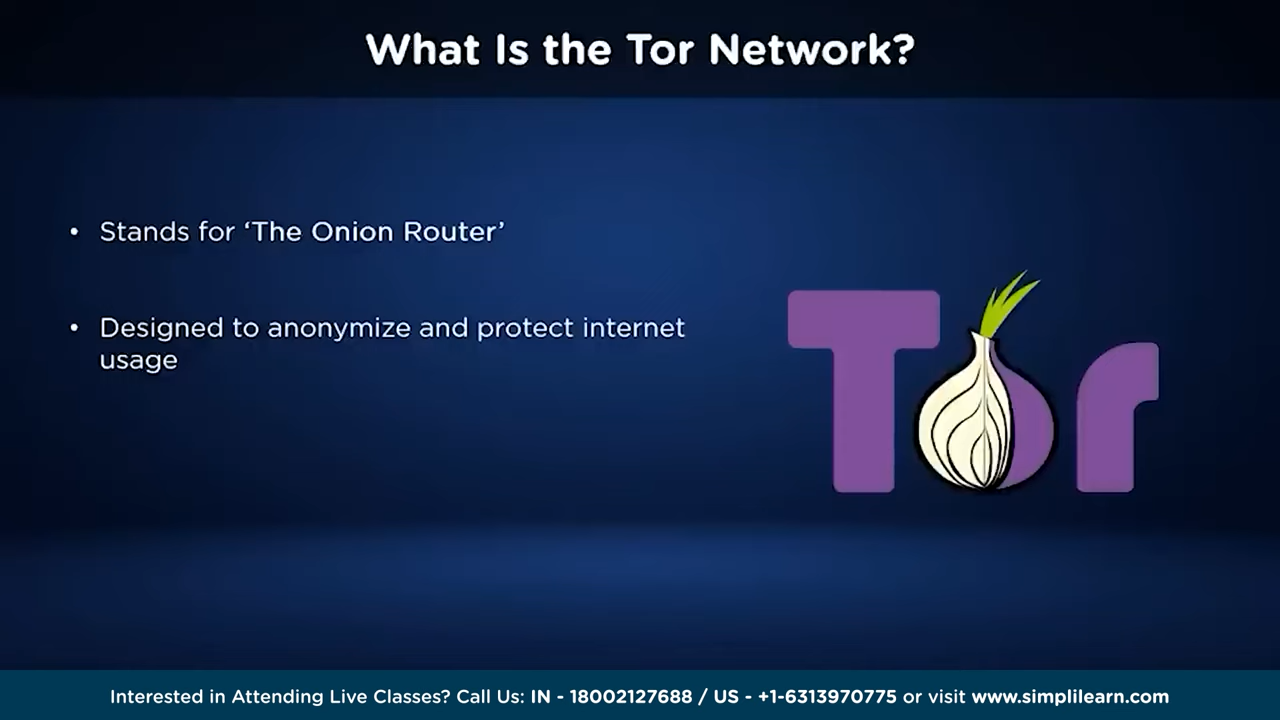 What Is the Tor Network?
• Stands for ‘The Onion Router’
• Designed to anonymize and protect internet
usage
Tor
Interested in Attending Live Classes? Call Us: IN - 18002127688 / US - +1-6313970775 or visit www.simplilearn.com